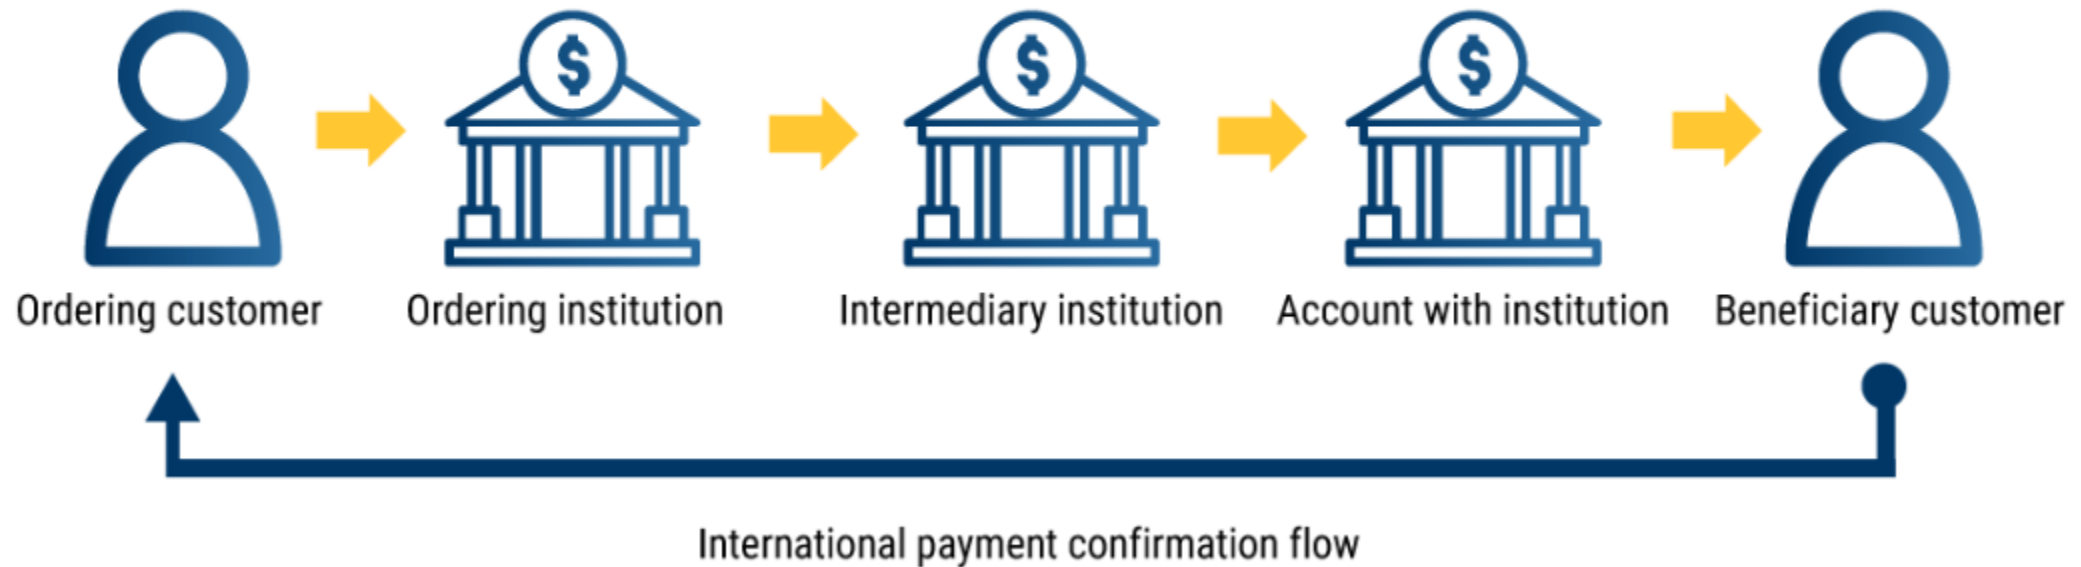 $ $ $
Ordering customer Ordering institution Intermediary institution Account with institution Beneficiary customer
International payment confirmation flow